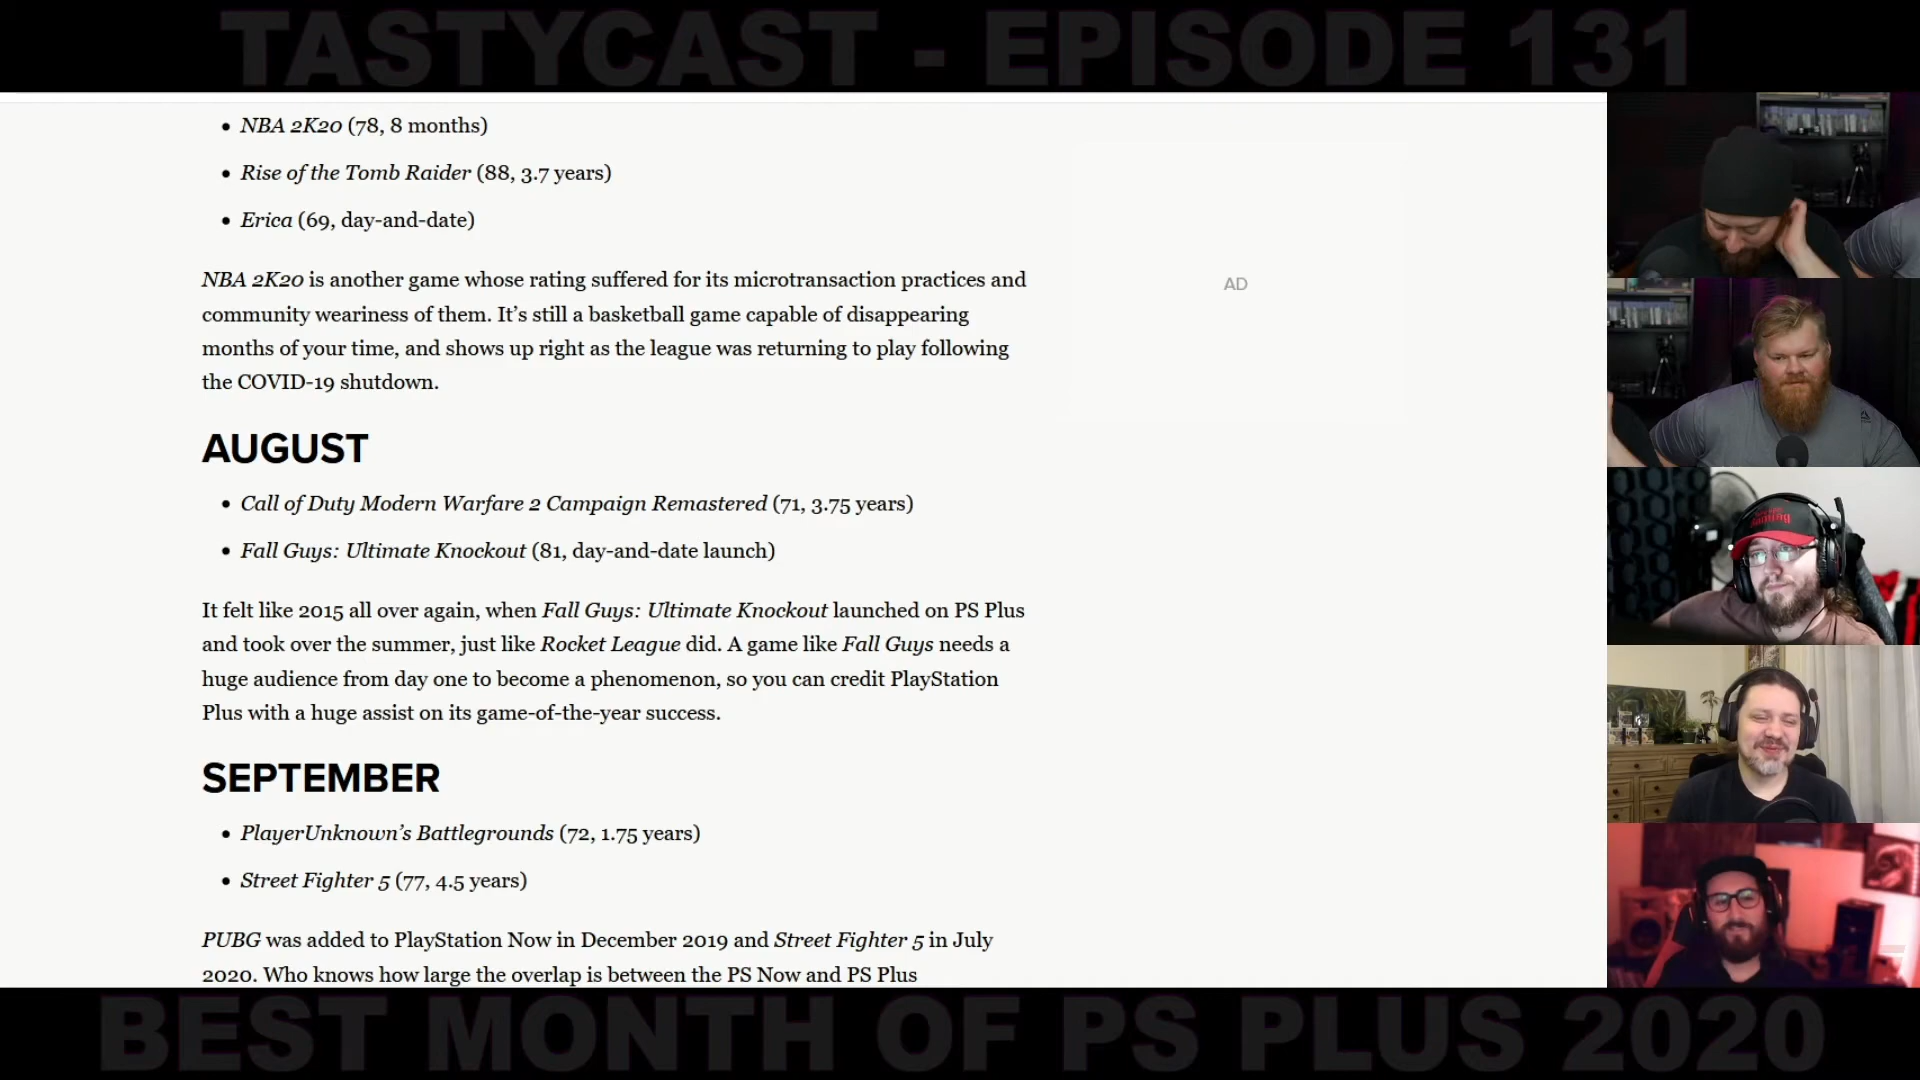 TASTYCAST - EPISODE 131
• NBA 2K20 (78, 8 months)
• Rise of the Tomb Raider (88, 3.7 years)
• Erica (69, day-and-date)
NBA 2K20 is another game whose rating suffered for its microtransaction practices and
community weariness of them. It’s still a basketball game capable of disappearing
months of your time, and shows up right as the league was returning to play following
the COVID-19 shutdown.
AD
AUGUST
• Call of Duty Modern Warfare 2 Campaign Remastered (71, 3.75 years)
• Fall Guys: Ultimate Knockout (81, day-and-date launch)
It felt like 2015 all over again, when Fall Guys: Ultimate Knockout launched on PS Plus
and took over the summer, just like Rocket League did. A game like Fall Guys needs a
huge audience from day one to become a phenomenon, so you can credit PlayStation
Plus with a huge assist on its game-of-the-year success.
SEPTEMBER
• PlayerUnknown’s Battlegrounds (72, 1.75 years)
• Street Fighter 5 (77, 4.5 years)
PUBG was added to PlayStation Now in December 2019 and Street Fighter 5 in July
2020. Who knows how large the overlap is between the PS Now and PS Plus
BEST MONTH OF PS PLUS 2020